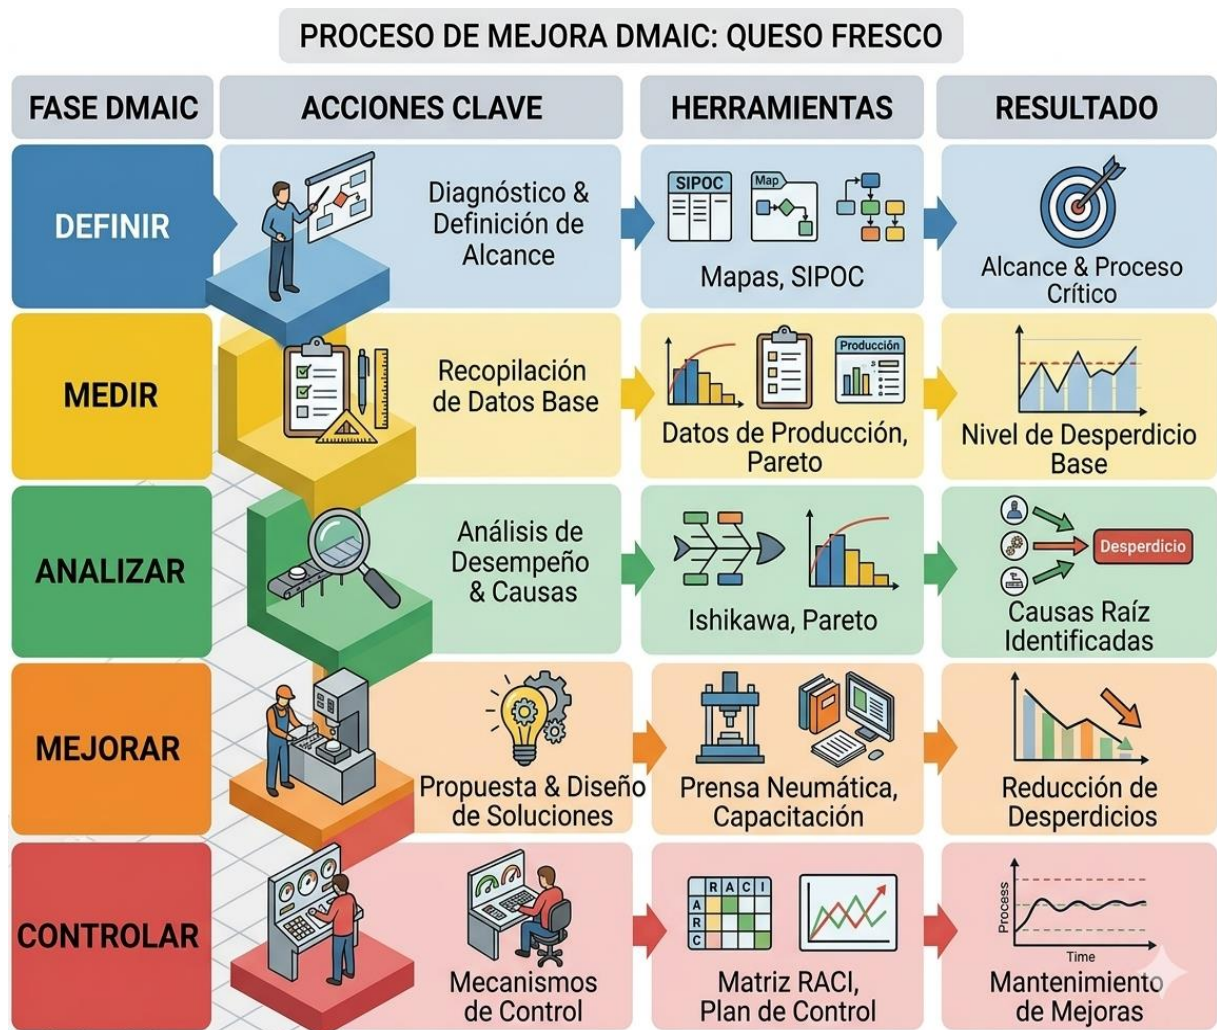 PROCESO DE MEJORA DMAIC: QUESO FRESCO
FASE DMAIC
ACCIONES CLAVE
HERRAMIENTAS
RESULTADO
DEFINIR
Diagnóstico &
Definición de
Alcance
SIPOC
Map
Mapas, SIPOC
Alcance & Proceso
Crítico
MEDIR
Recopilación
de Datos Base
Producción
Datos de Producción,
Pareto
Nivel de Desperdicio
Base
ANALIZAR
Análisis de
Desempeño
& Causas
Ishikawa, Pareto
Desperdicio
Causas Raíz
Identificadas
MEJORAR
Propuesta & Diseño
de Soluciones
Prensa Neumática,
Capacitación
Reducción de
Desperdicios
CONTROLAR
Mecanismos
de Control
R A C I
A
R
C
Matriz RACI,
Plan de Control
Process
Time
Mantenimiento
de Mejoras